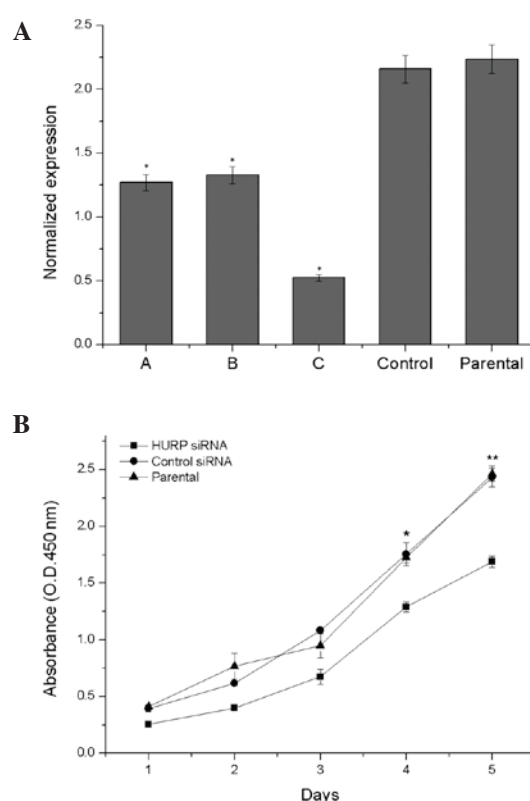 A
2.5
2.0
1.5
1.0
0.5
0.0
Normalized expression
*
*
*
A B C Control Parental
B
HURP siRNA
Control siRNA
Parental
**
*
2.5
2.0
1.5
1.0
0.5
0.0
Absorbance (O.D.450 nm)
1 2 3 4 5
Days